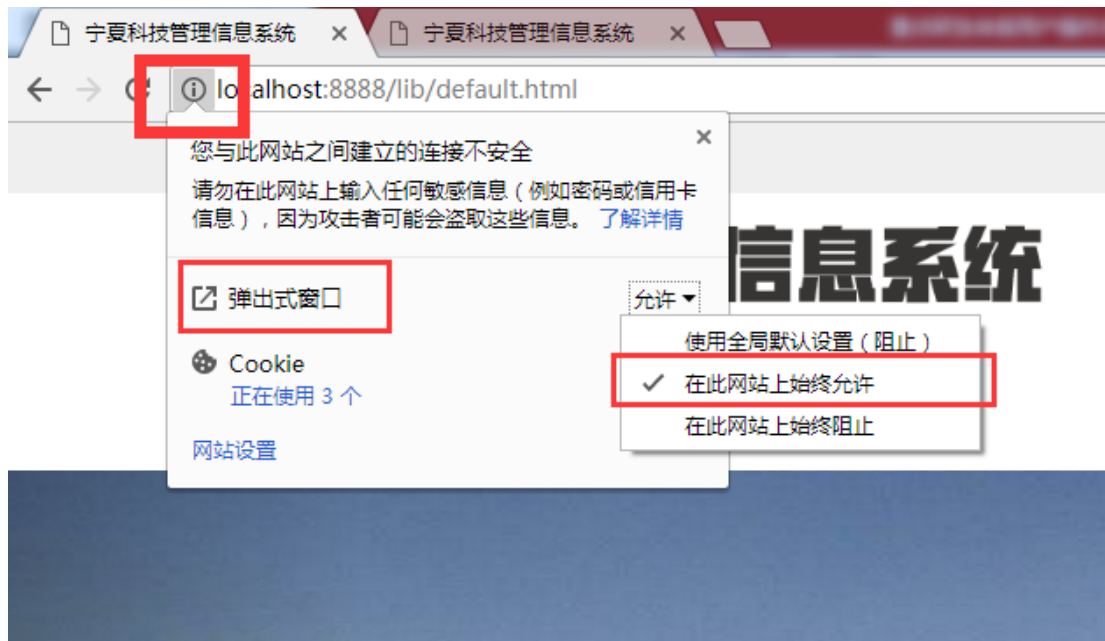 宁夏科技管理信息系统
宁夏科技管理信息系统
localhost:8888/lib/default.html
您与此网站之间建立的连接不安全
请勿在此网站上输入任何敏感信息（例如密码或信用卡
信息），因为攻击者可能会盗取这些信息。 了解详情
信息系统
弹出式窗口
允许
使用全局默认设置（阻止）
Cookie
在此网站上始终允许
正在使用 3 个
在此网站上始终阻止
网站设置